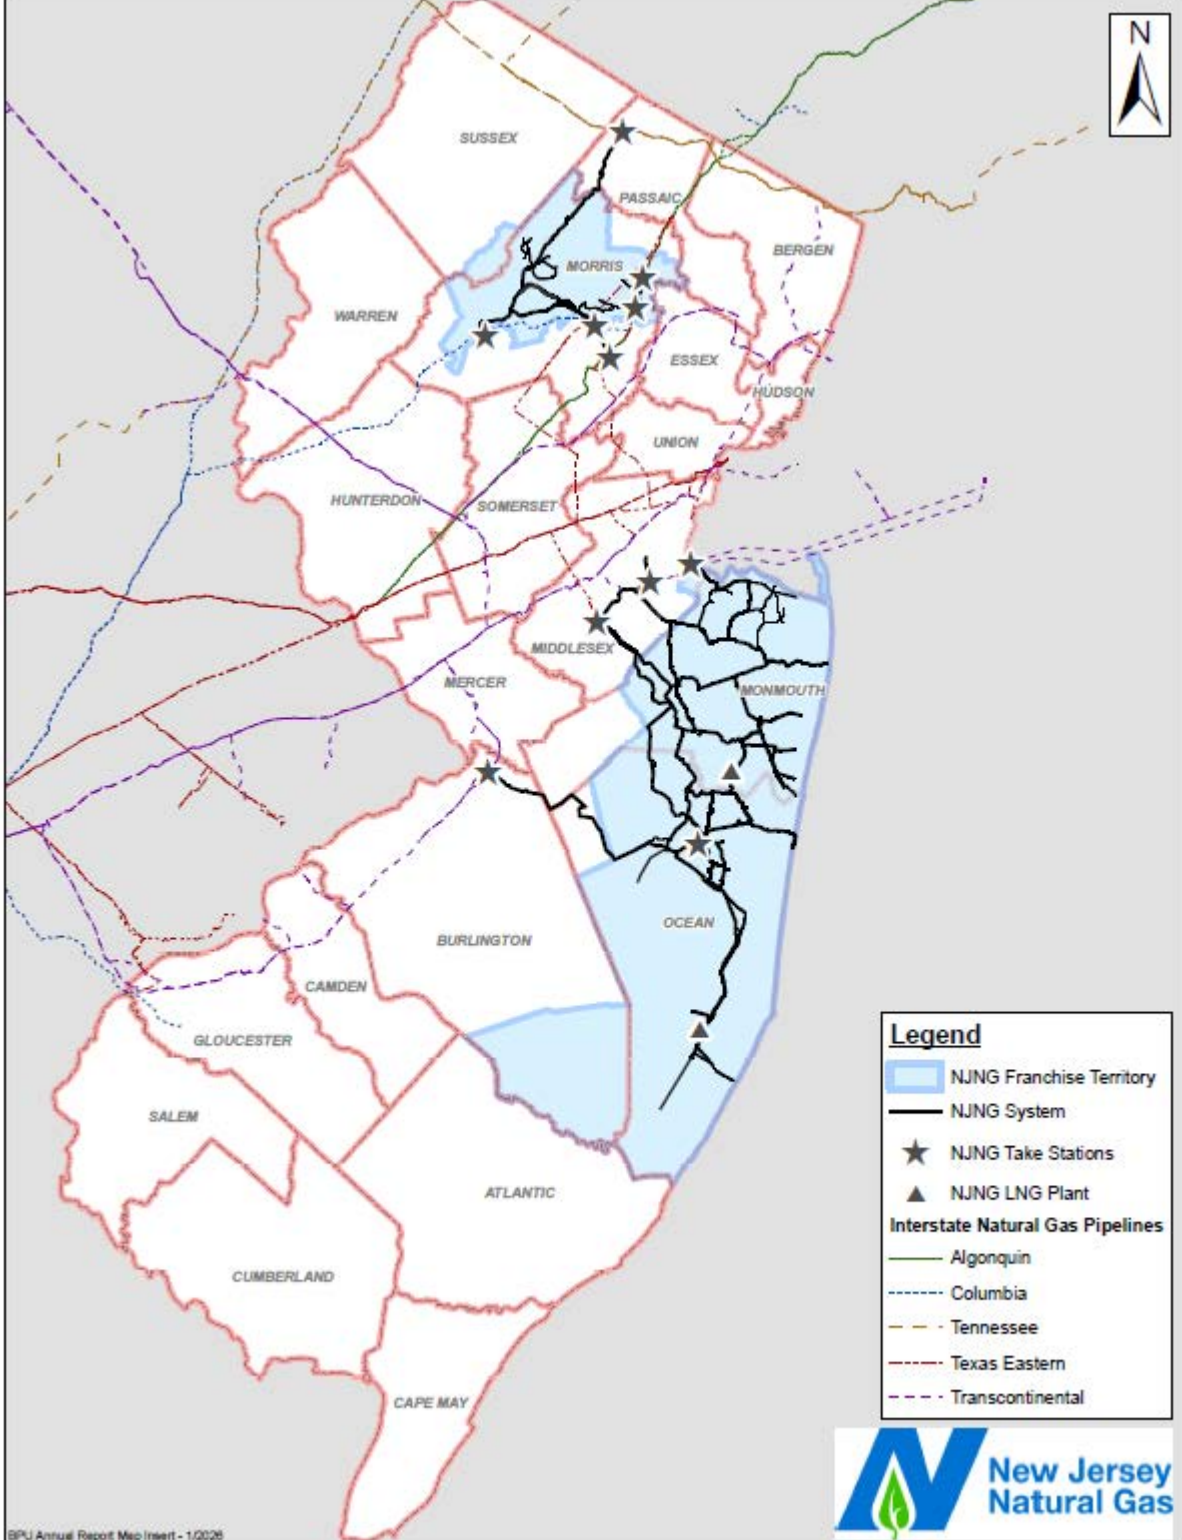 N
SUSSEX
PASSAIC
BERGEN
MORRIS
WARREN
ESSEX
HUDSON
UNION
HUNTERDON
SOMERSET
MIDDLESEX
MERCER
MONMOUTH
OCEAN
BURLINGTON
CAMDEN
GLOUCESTER
SALEM
ATLANTIC
CUMBERLAND
CAPE MAY
Legend
NJNG Franchise Territory
NJNG System
NJNG Take Stations
NJNG LNG Plant
Interstate Natural Gas Pipelines
Algonquin
Columbia
Tennessee
Texas Eastern
Transcontinental
New Jersey
Natural Gas
BPU Annual Report Map Insert - 1/2026